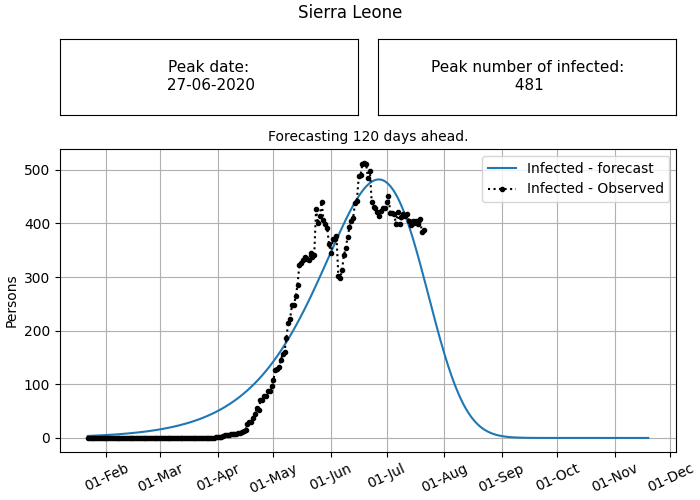 Sierra Leone
Peak date:
27-06-2020
Peak number of infected:
481
Forecasting 120 days ahead.
Infected - forecast
Infected - Observed
Persons
500
400
300
200
100
0
01-Feb
01-Mar
01-Apr
01-May
01-Jun
01-Jul
01-Aug
01-Sep
01-Oct
01-Nov
01-Dec